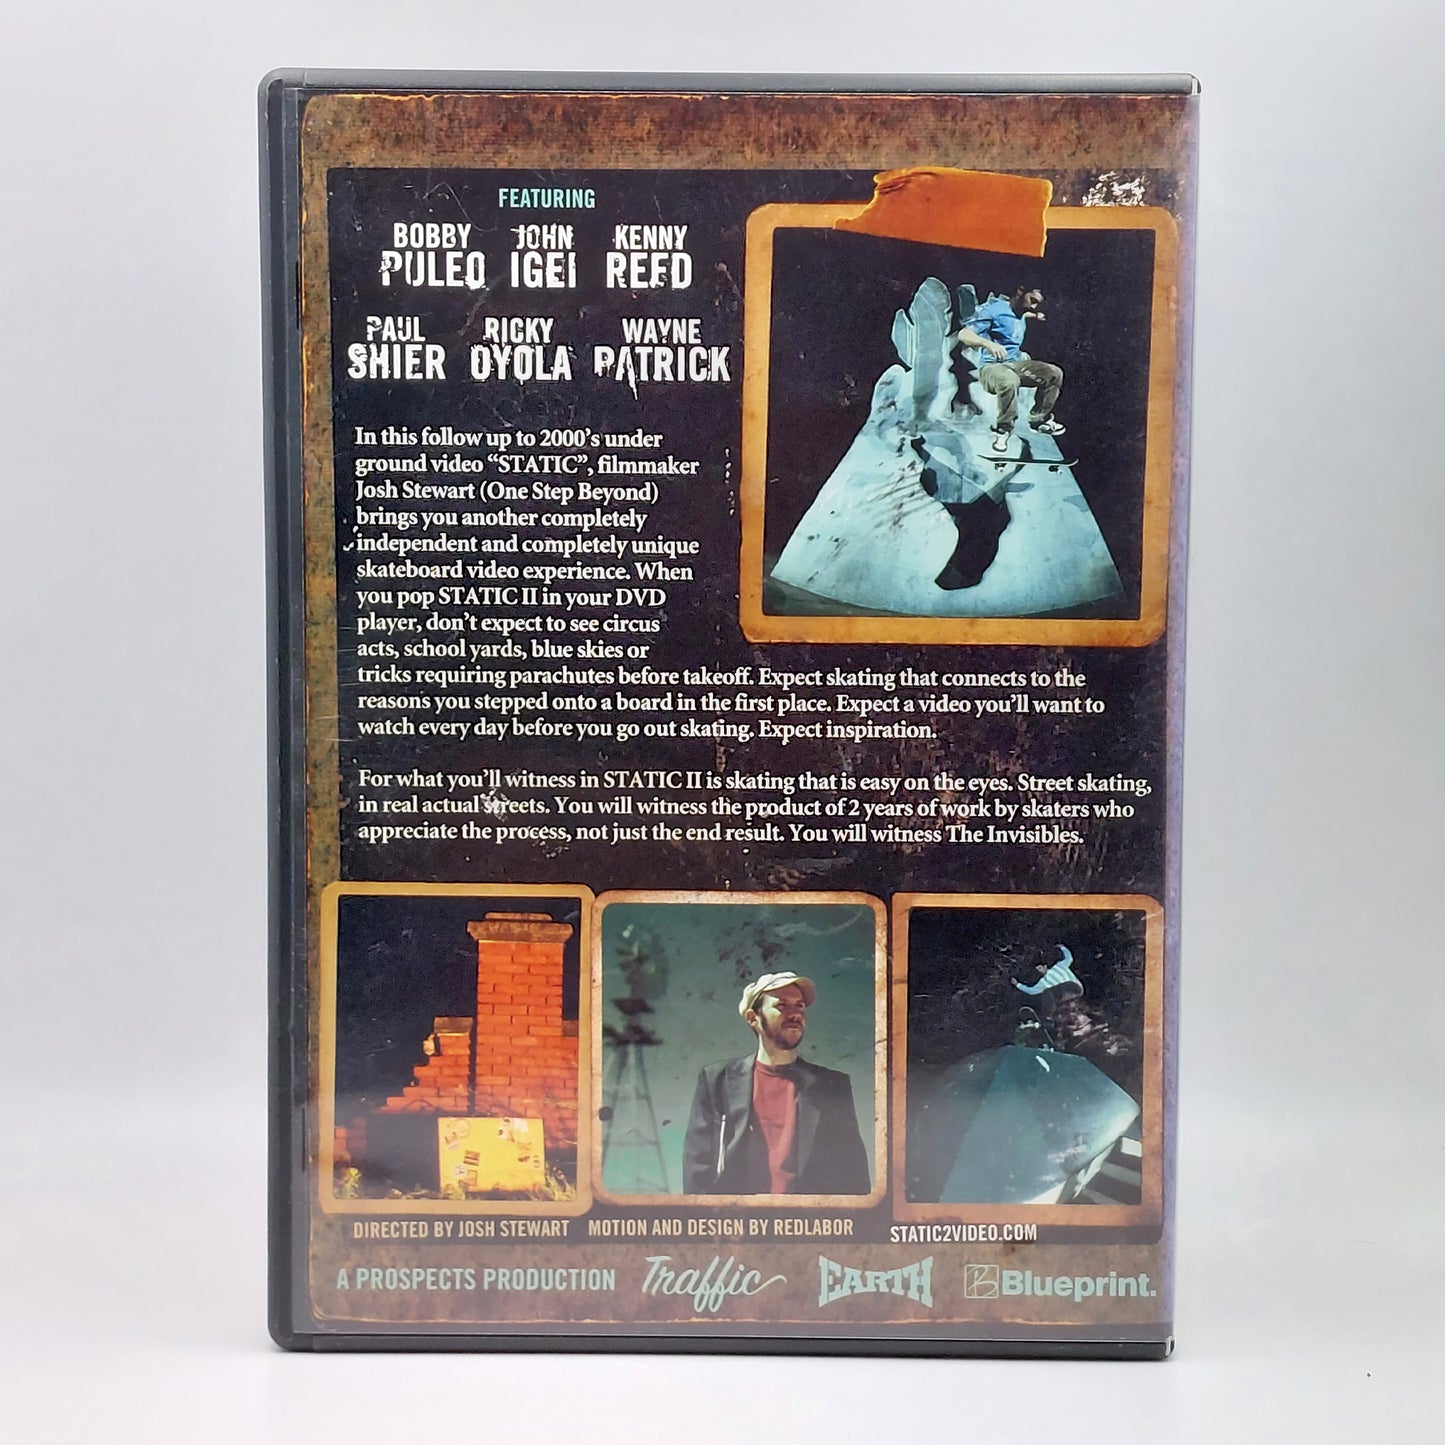 FEATURING
BOBBY PULEO JOHN IGEI KENNY REED
PAUL SHIER RICKY OYOLA WAYNE PATRICK
In this follow up to 2000's under
ground video "STATIC", filmmaker
Josh Stewart (One Step Beyond)
brings you another completely
independent and completely unique
skateboard video experience. When
you pop STATIC II in your DVD
player, don't expect to see circus
acts, school yards, blue skies or
tricks requiring parachutes before takeoff. Expect skating that connects to the
reasons you stepped onto a board in the first place. Expect a video you'll want to
watch every day before you go out skating. Expect inspiration.
For what you'll witness in STATIC II is skating that is easy on the eyes. Street skating,
in real actual streets. You will witness the product of 2 years of work by skaters who
appreciate the process, not just the end result. You will witness The Invisibles.
DIRECTED BY JOSH STEWART MOTION AND DESIGN BY REDLABOR STATIC2VIDEO.COM
A PROSPECTS PRODUCTION Traffic EARTH B Blueprint.